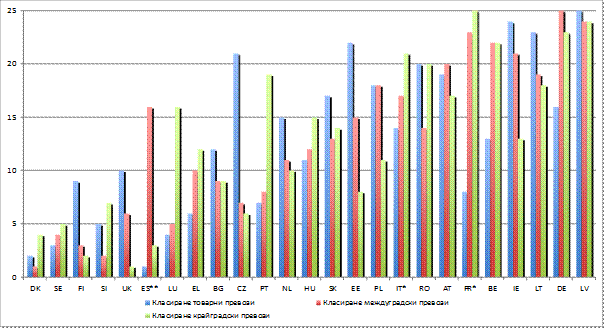 25
20
15
10
5
0
DK SE FI SI UK ES** LU EL BG CZ PT NL HU SK EE PL IT* RO AT FR* BE IE LT DE LV
Класиране товарни превози Класиране междуградски превози
Класиране крайградски превози